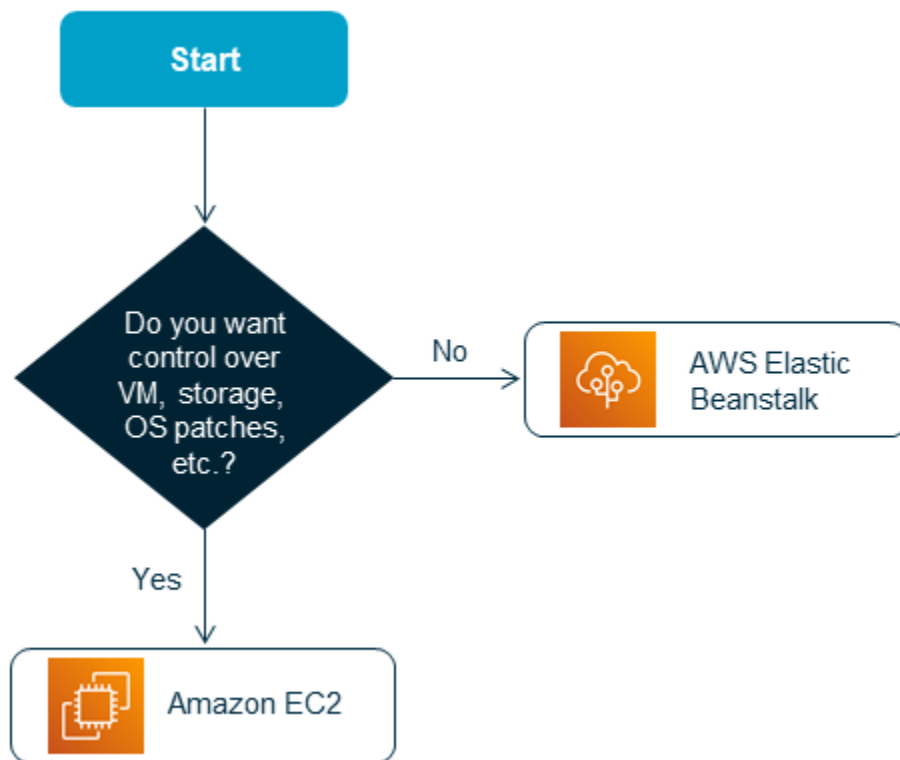 Start
Do you want
control over
VM, storage,
OS patches,
etc.?
No
AWS Elastic
Beanstalk
Yes
Amazon EC2